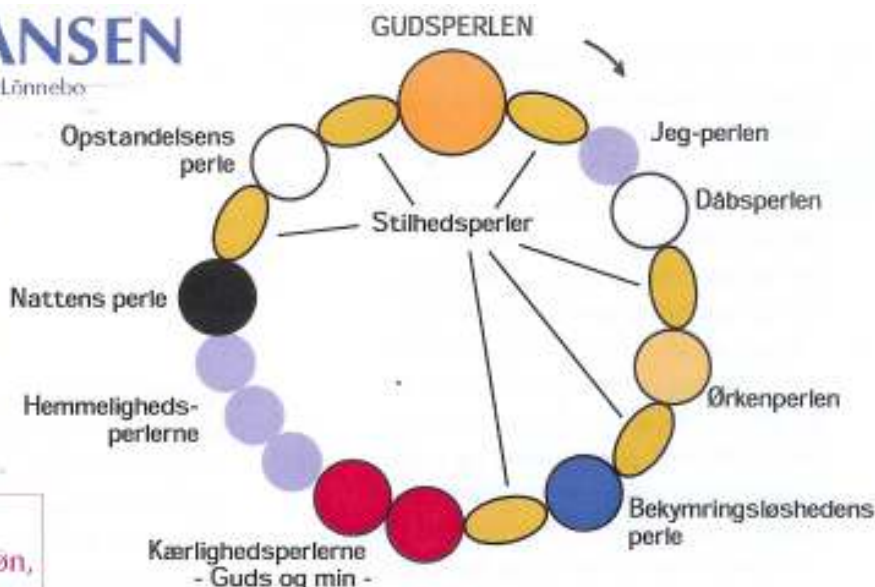 ANSEN
Lönnebo
GUDSPERLEN
Opstandelsens
perle
Jeg-perlen
Dåbsperlen
Stilhedsperler
Nattens perle
Ørkenperlen
Hemmeligheds-
perlerne
Bekymringsløshedens
perle
Kærlighedsperlerne
- Guds og min -
øn,